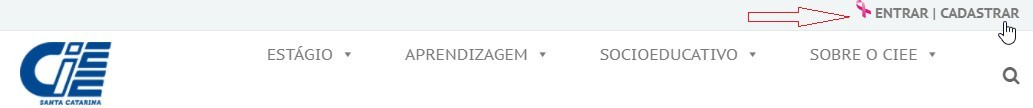 ENTRAR | CADASTRAR
CIEE
SANTA CATARINA
ESTÁGIO
APRENDIZAGEM
SOCIOEDUCATIVO
SOBRE O CIEE